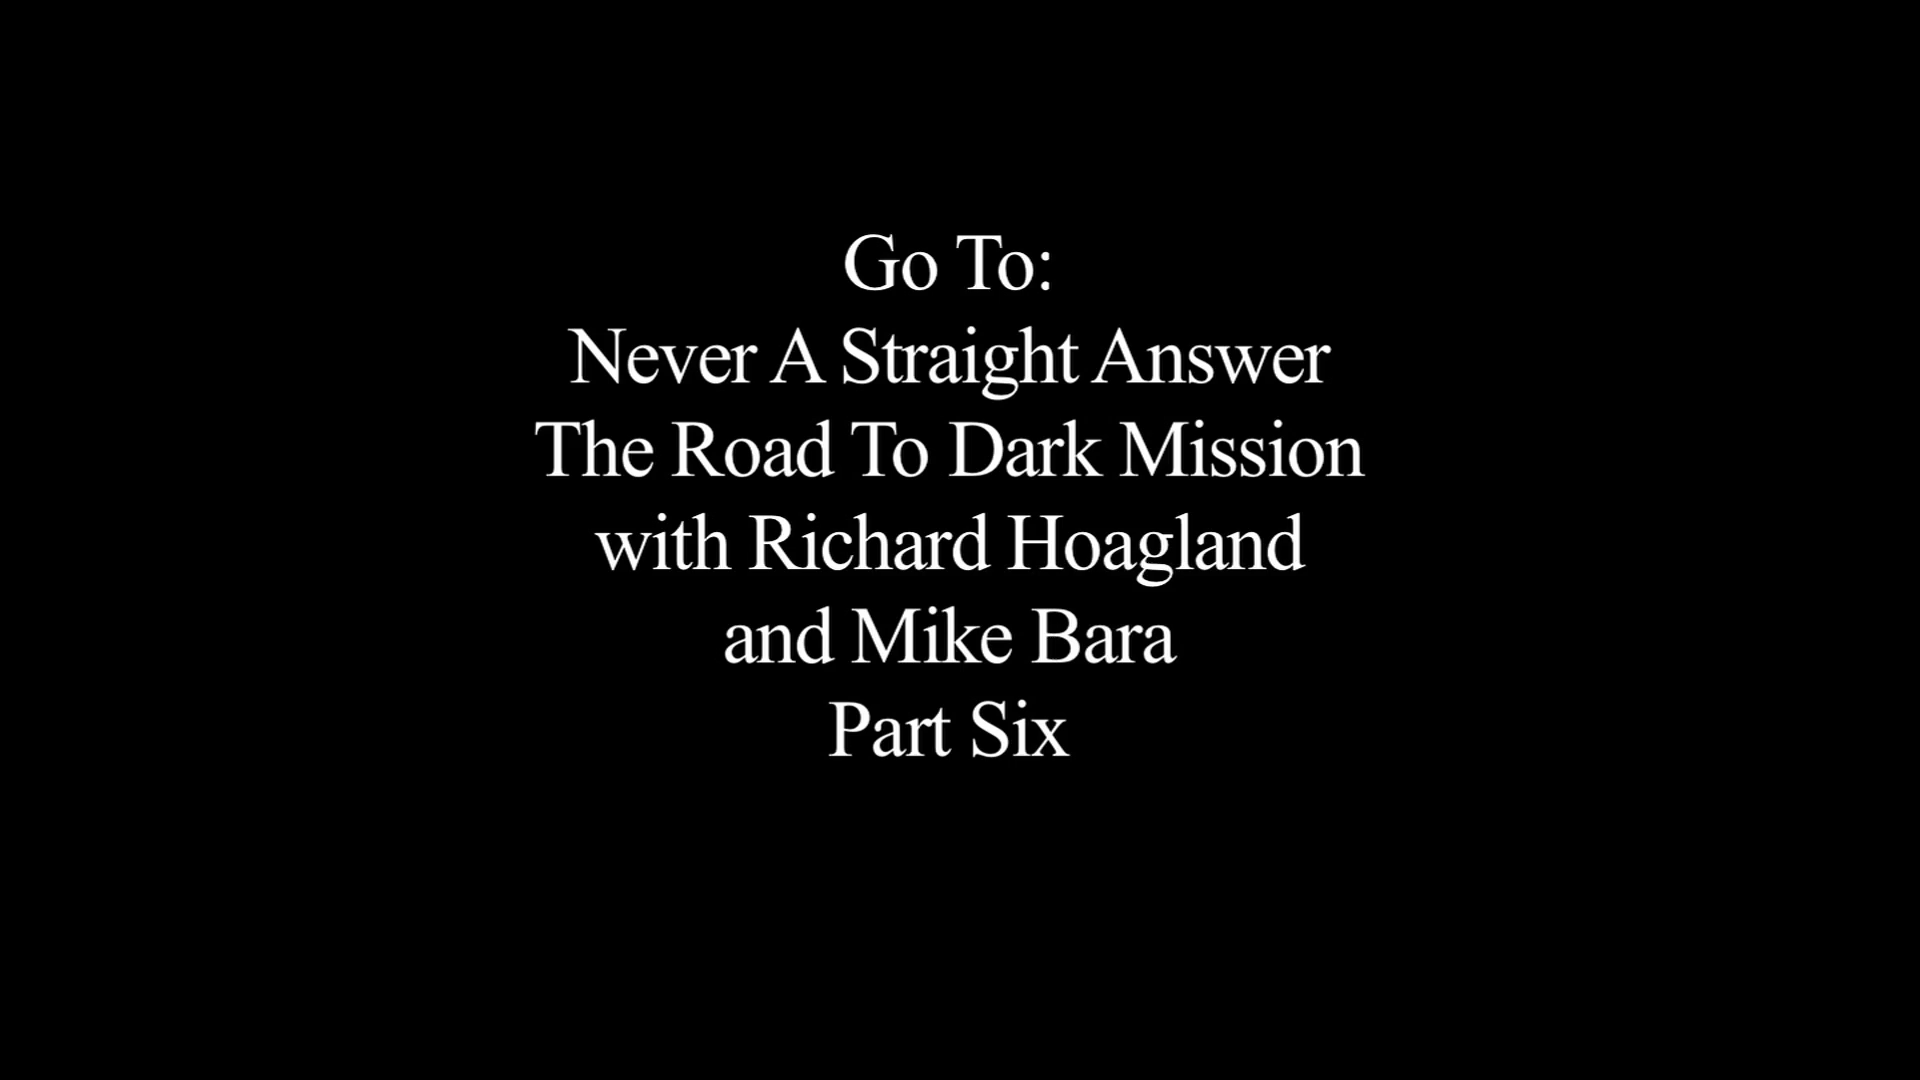 Go To:
Never A Straight Answer
The Road To Dark Mission
with Richard Hoagland
and Mike Bara
Part Six